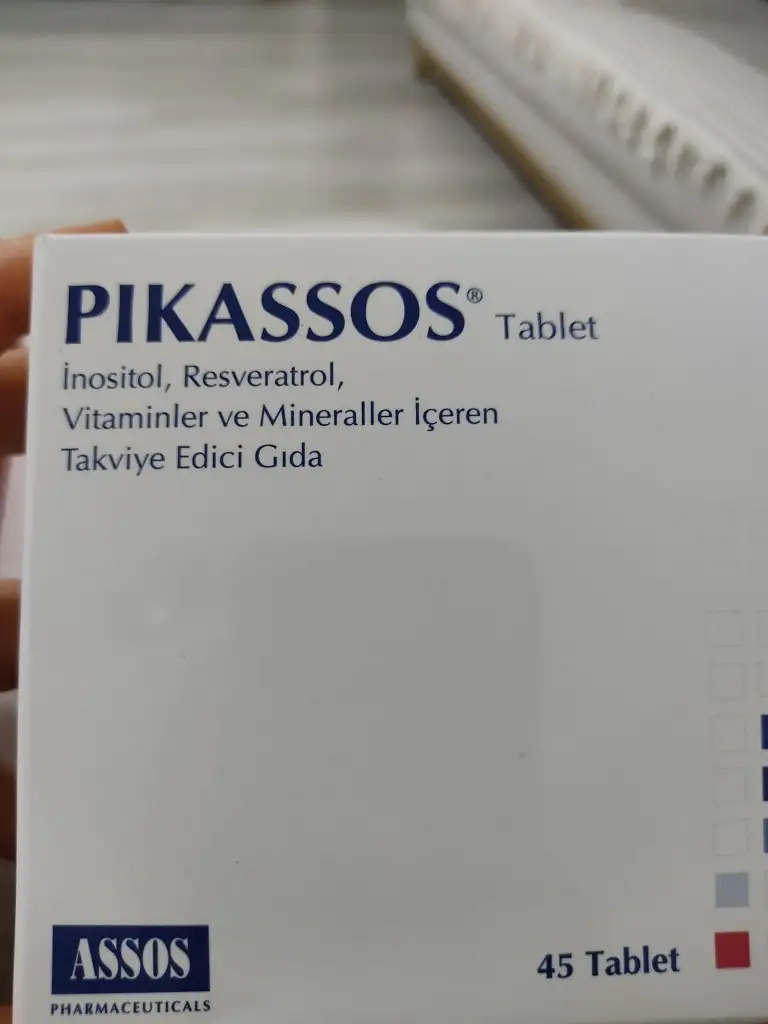 PIKASSOS® Tablet
İnositol, Resveratrol,
Vitaminler ve Mineraller İçeren
Takviye Edici Gıda
ASSOS
PHARMACEUTICALS
45 Tablet